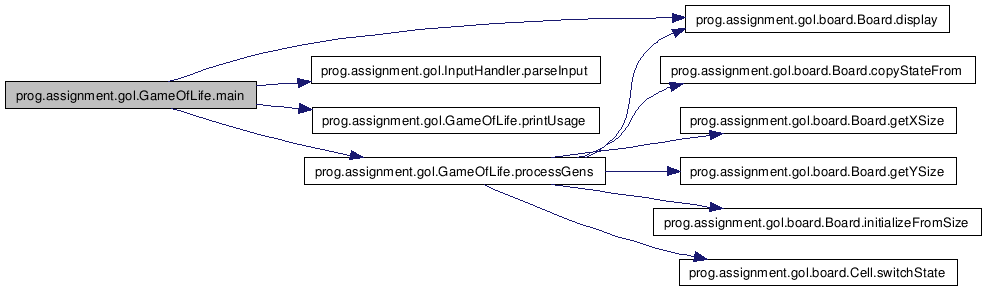 prog.assignment.gol.GameOfLife.main
prog.assignment.gol.board.Board.display
prog.assignment.gol.InputHandler.parseInput
prog.assignment.gol.board.Board.copyStateFrom
prog.assignment.gol.GameOfLife.printUsage
prog.assignment.gol.board.Board.getXSize
prog.assignment.gol.GameOfLife.processGens
prog.assignment.gol.board.Board.getYSize
prog.assignment.gol.board.Board.initializeFromSize
prog.assignment.gol.board.Cell.switchState